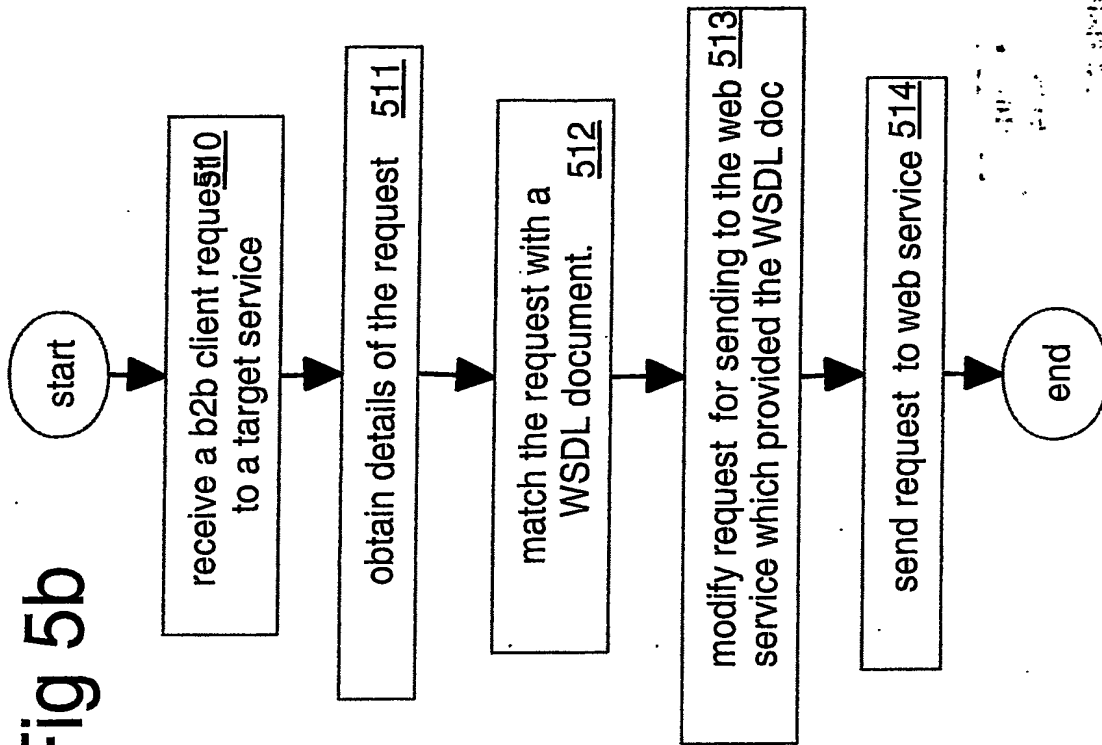 Fig 5b
start
receive a b2b client request 510
to a target service
obtain details of the request 511
match the request with a
WSDL document. 512
modify request for sending to the web 513
service which provided the WSDL doc
send request to web service 514
end